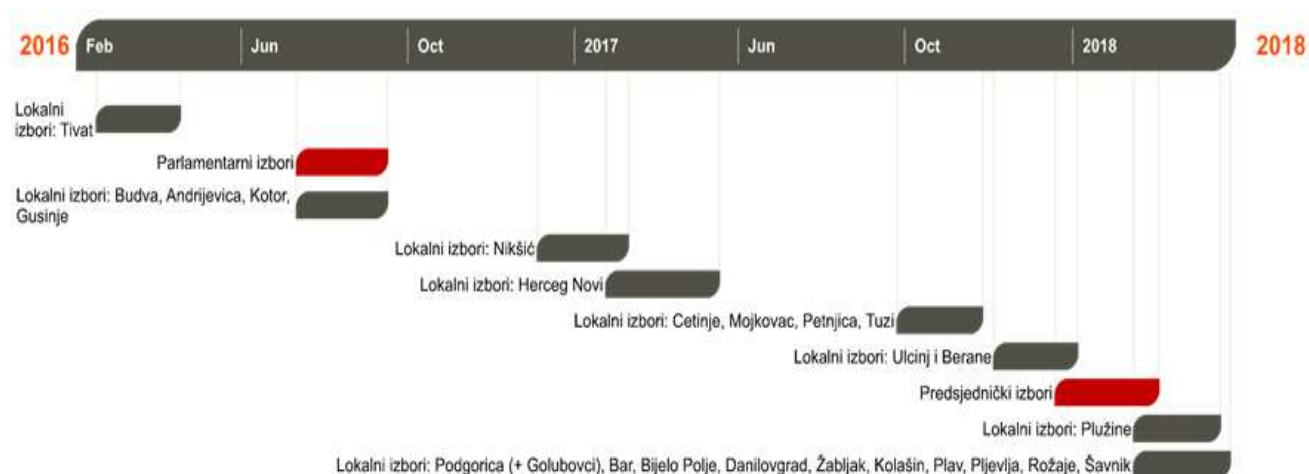 2016 Feb Jun Oct 2017 Jun Oct 2018 2018
Lokalni
izbori: Tivat
Parlamentarni izbori
Lokalni izbori: Budva, Andrijevica, Kotor,
Gusinje
Lokalni izbori: Nikšić
Lokalni izbori: Herceg Novi
Lokalni izbori: Cetinje, Mojkovac, Petnjica, Tuzi
Lokalni izbori: Ulcinj i Berane
Predsjednički izbori
Lokalni izbori: Plužine
Lokalni izbori: Podgorica (+ Golubovci), Bar, Bijelo Polje, Danilovgrad, Žabljak, Kolašin, Plav, Pljevlja, Rožaje, Šavnik